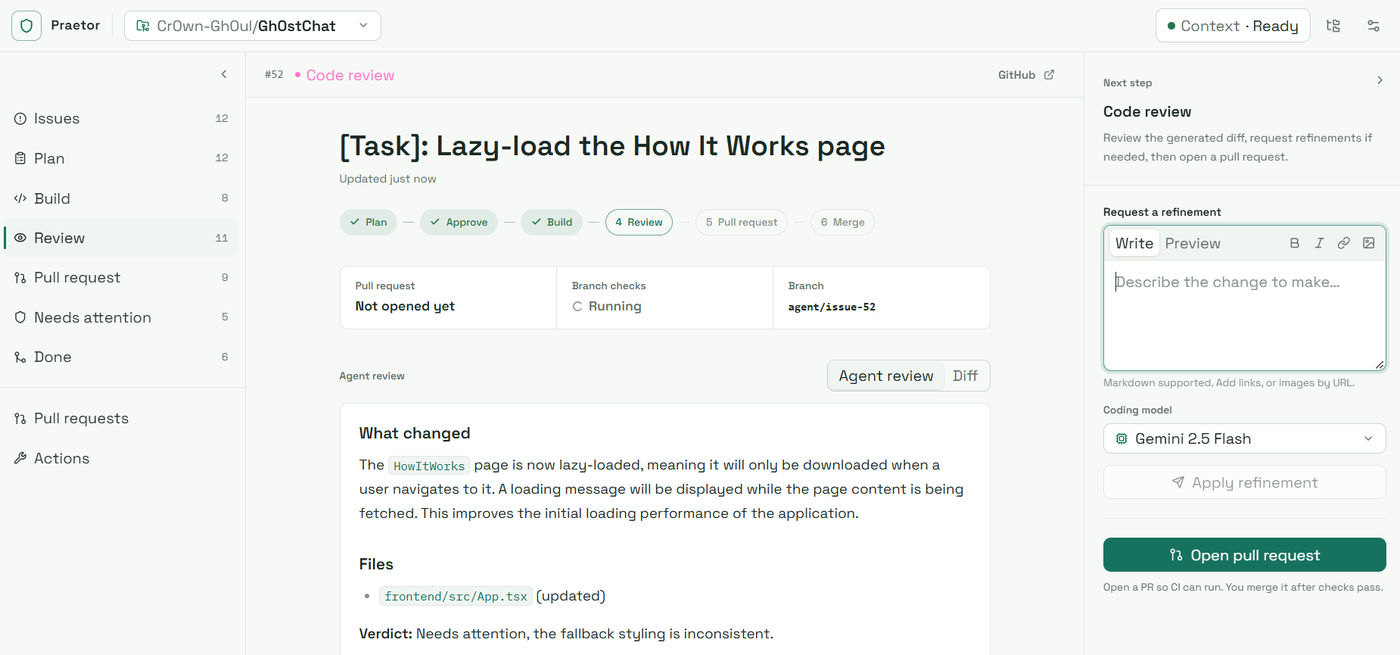 Praetor
Cr0wn-Gh0ul/Gh0stChat
Context · Ready
Issues 12
Plan 12
Build 8
Review 11
Pull request 9
Needs attention 5
Done 6
Pull requests
Actions
#52 Code review
GitHub
[Task]: Lazy-load the How It Works page
Updated just now
Plan
Approve
Build
4 Review
5 Pull request
6 Merge
Pull request
Not opened yet
Branch checks
Running
Branch
agent/issue-52
Agent review
Agent review
Diff
What changed
The HowItWorks page is now lazy-loaded, meaning it will only be downloaded when a
user navigates to it. A loading message will be displayed while the page content is being
fetched. This improves the initial loading performance of the application.
Files
frontend/src/App.tsx (updated)
Verdict: Needs attention, the fallback styling is inconsistent.
Next step
Code review
Review the generated diff, request refinements if
needed, then open a pull request.
Request a refinement
Write
Preview
B I
Describe the change to make...
Markdown supported. Add links, or images by URL.
Coding model
Gemini 2.5 Flash
Apply refinement
Open pull request
Open a PR so CI can run. You merge it after checks pass.